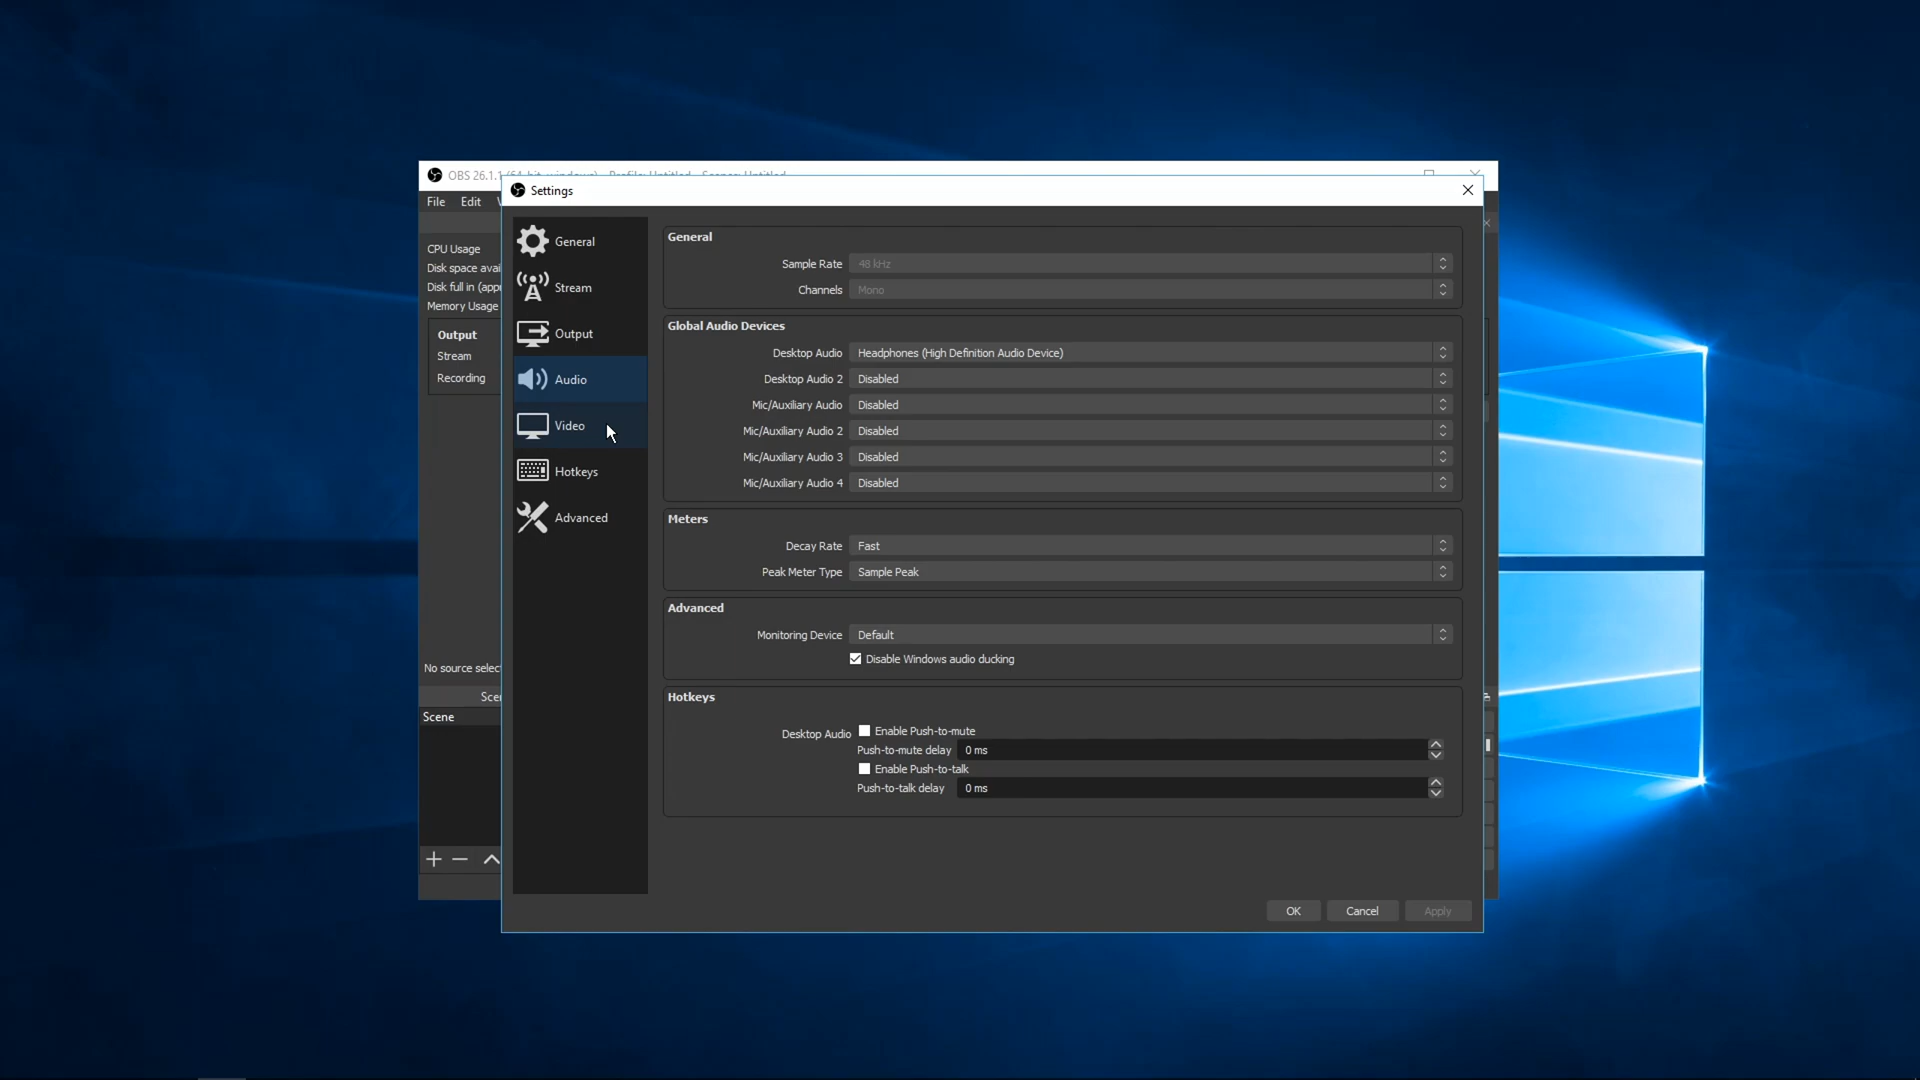 OBS 26.1.1
Settings
File Edit
General
Stream
Output
Audio
Video
Hotkeys
Advanced
CPU Usage
Disk space avai
Disk full in (app
Memory Usage
Output
Stream
Recording
No source selec
Scene
General
Sample Rate 48 kHz
Channels Mono
Global Audio Devices
Desktop Audio Headphones (High Definition Audio Device)
Desktop Audio 2 Disabled
Mic/Auxiliary Audio Disabled
Mic/Auxiliary Audio 2 Disabled
Mic/Auxiliary Audio 3 Disabled
Mic/Auxiliary Audio 4 Disabled
Meters
Decay Rate Fast
Peak Meter Type Sample Peak
Advanced
Monitoring Device Default
Disable Windows audio ducking
Hotkeys
Desktop Audio Enable Push-to-mute
Push-to-mute delay 0 ms
Enable Push-to-talk
Push-to-talk delay 0 ms
OK Cancel Apply